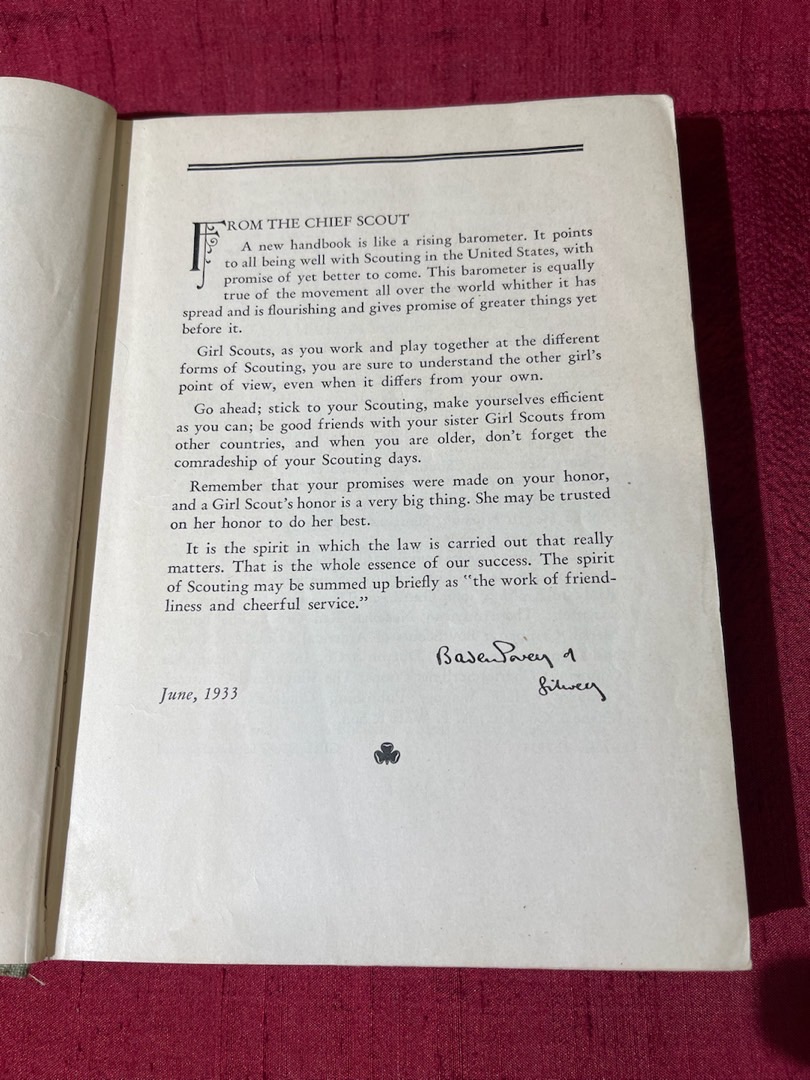 FROM THE CHIEF SCOUT
A new handbook is like a rising barometer. It points
to all being well with Scouting in the United States, with
promise of yet better to come. This barometer is equally
true of the movement all over the world whither it has
spread and is flourishing and gives promise of greater things yet
before it.
Girl Scouts, as you work and play together at the different
forms of Scouting, you are sure to understand the other girl's
point of view, even when it differs from your own.
Go ahead; stick to your Scouting, make yourselves efficient
as you can; be good friends with your sister Girl Scouts from
other countries, and when you are older, don't forget the
comradeship of your Scouting days.
Remember that your promises were made on your honor,
and a Girl Scout's honor is a very big thing. She may be trusted
on her honor to do her best.
It is the spirit in which the law is carried out that really
matters. That is the whole essence of our success. The spirit
of Scouting may be summed up briefly as "the work of friend-
liness and cheerful service."
Baden Powell of
Gilwell
June, 1933